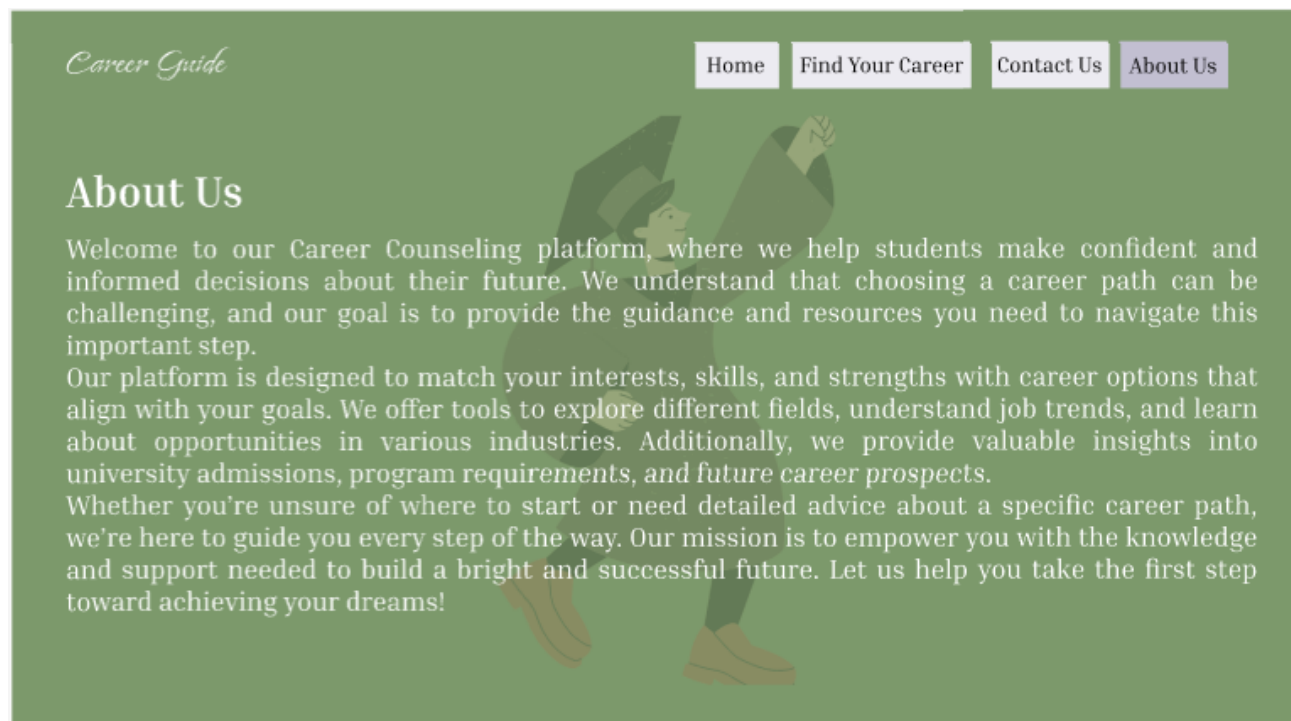 Career Guide
Home
Find Your Career
Contact Us
About Us
About Us
Welcome to our Career Counseling platform, where we help students make confident and
informed decisions about their future. We understand that choosing a career path can be
challenging, and our goal is to provide the guidance and resources you need to navigate this
important step.
Our platform is designed to match your interests, skills, and strengths with career options that
align with your goals. We offer tools to explore different fields, understand job trends, and learn
about opportunities in various industries. Additionally, we provide valuable insights into
university admissions, program requirements, and future career prospects.
Whether you’re unsure of where to start or need detailed advice about a specific career path,
we’re here to guide you every step of the way. Our mission is to empower you with the knowledge
and support needed to build a bright and successful future. Let us help you take the first step
toward achieving your dreams!